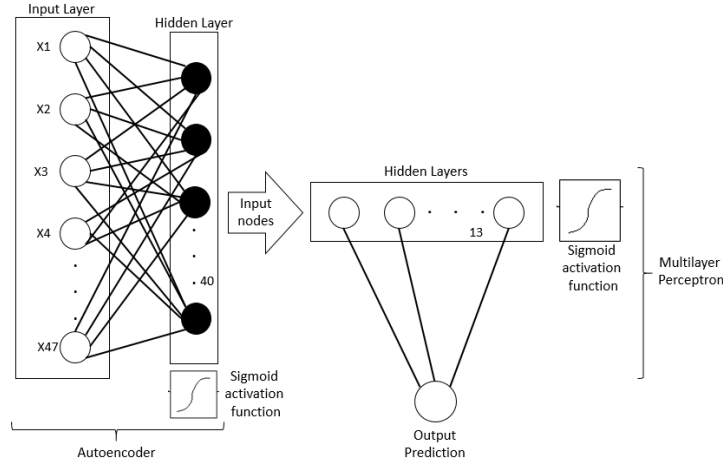 Input Layer
Hidden Layer
X1
X2
X3
X4
X47
40
Sigmoid
activation
function
Autoencoder
Input
nodes
Hidden Layers
13
Sigmoid
activation
function
Multilayer
Perceptron
Output
Prediction